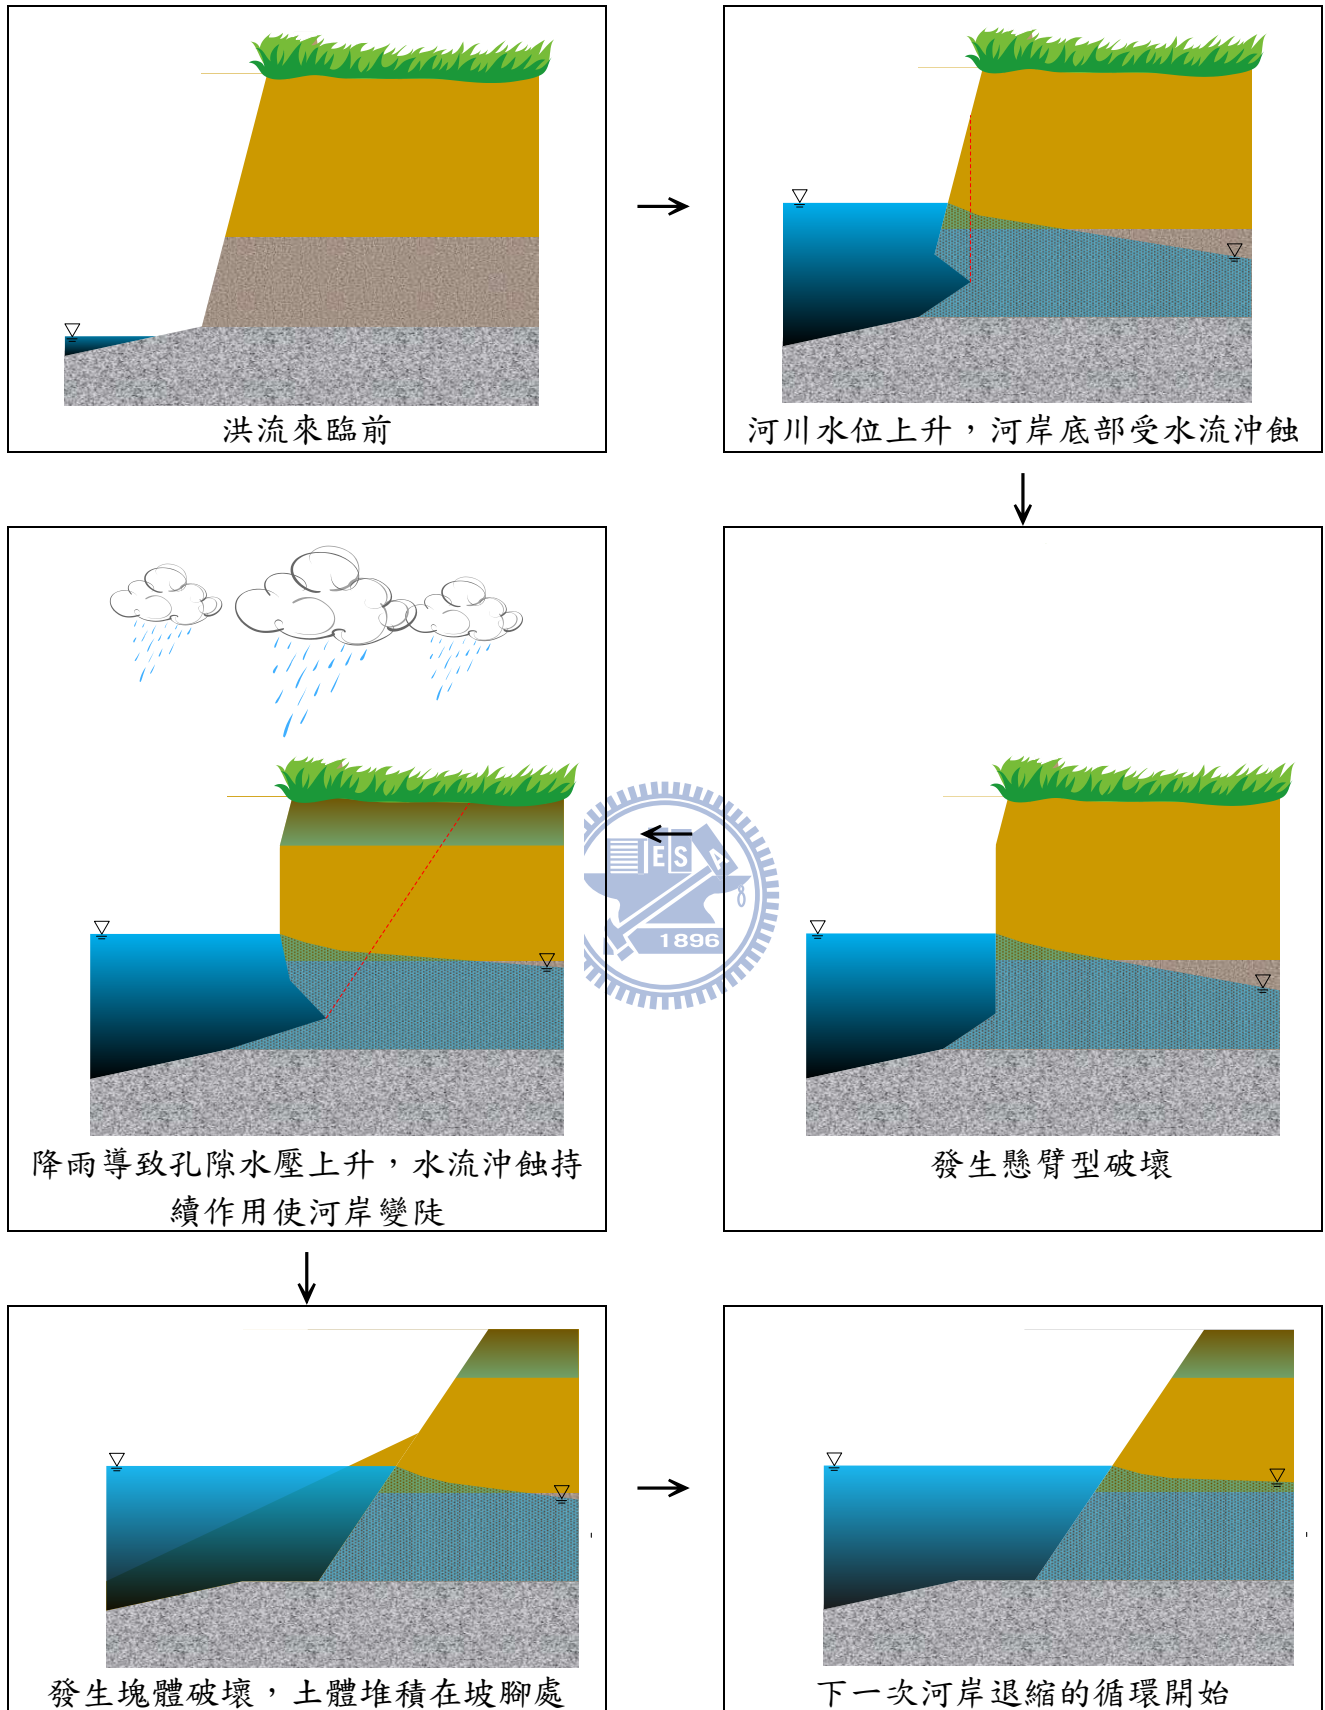 洪流來臨前
河川水位上升，河岸底部受水流沖蝕
發生懸臂型破壞
降雨導致孔隙水壓上升，水流沖蝕持
續作用使河岸變陡
E S A
1896
發生塊體破壞，土體堆積在坡腳處
下一次河岸退縮的循環開始